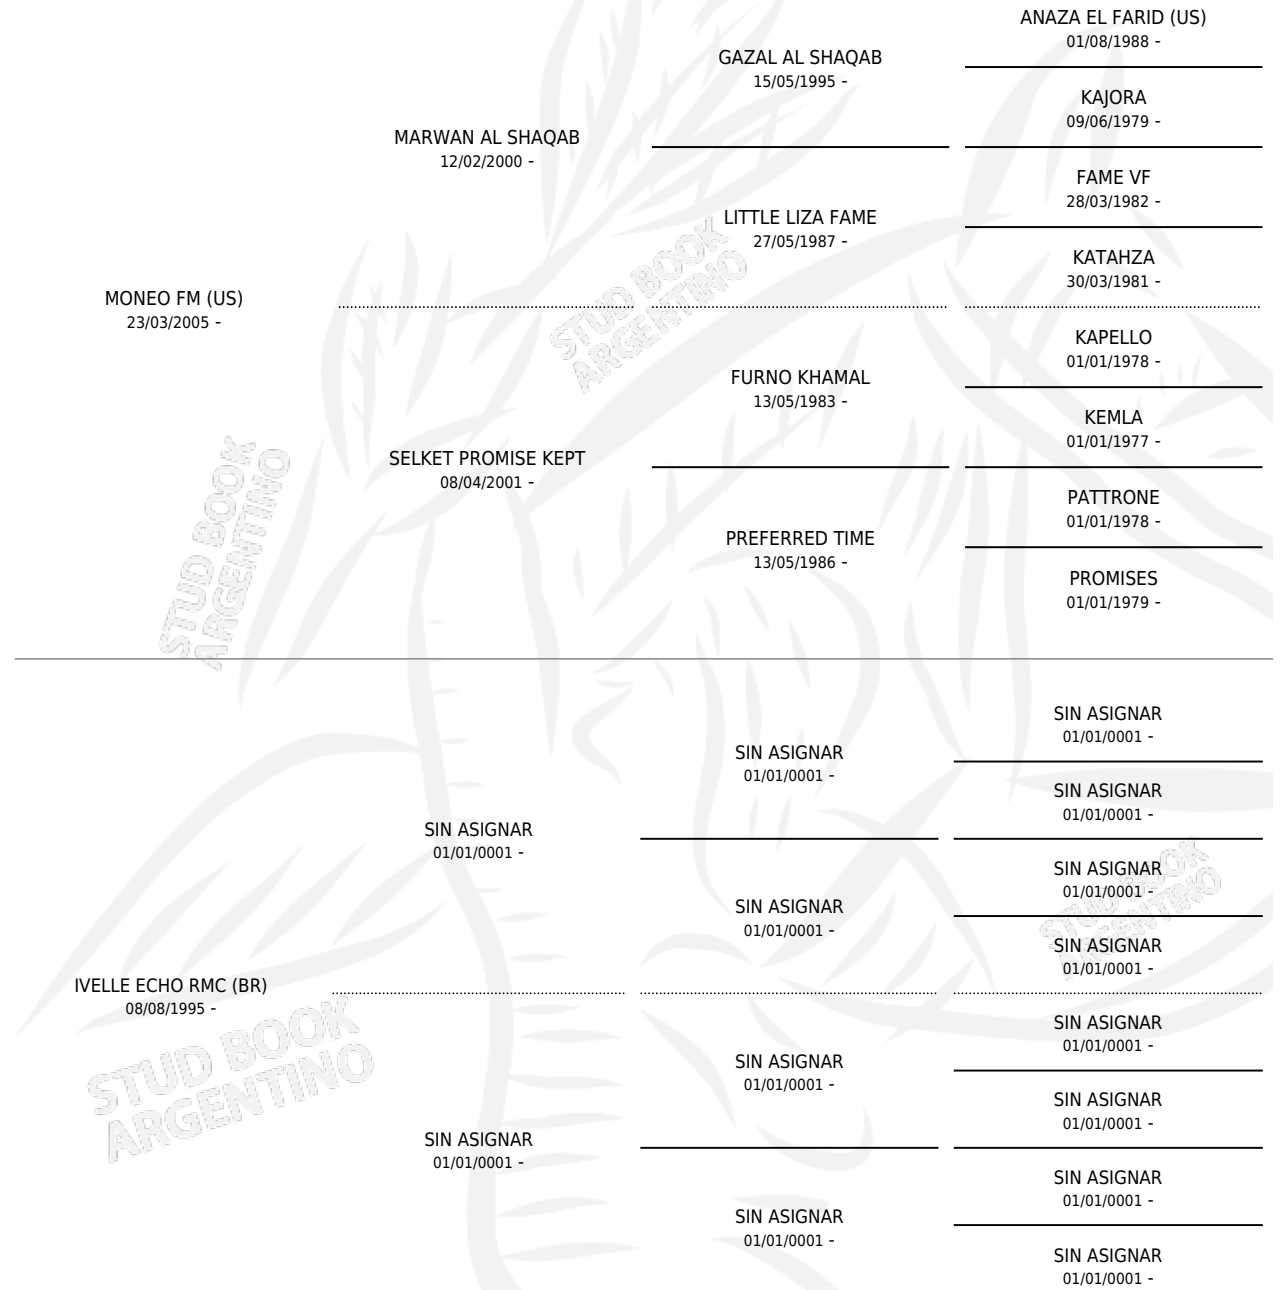 ANAZA EL FARID (US)
01/08/1988 -
GAZAL AL SHAQAB
15/05/1995 -
KAJORA
09/06/1979 -
MARWAN AL SHAQAB
12/02/2000 -
FAME VF
28/03/1982 -
LITTLE LIZA FAME
27/05/1987 -
KATAHZA
30/03/1981 -
MONEO FM (US)
23/03/2005 -
KAPELLO
01/01/1978 -
FURNO KHAMAL
13/05/1983 -
KEMLA
01/01/1977 -
SELKET PROMISE KEPT
08/04/2001 -
PATTRONE
01/01/1978 -
PREFERRED TIME
13/05/1986 -
PROMISES
01/01/1979 -
STUD BOOK
ARGENTINO
STUD BOOK
ARGENTINO
SIN ASIGNAR
01/01/0001 -
SIN ASIGNAR
01/01/0001 -
SIN ASIGNAR
01/01/0001 -
SIN ASIGNAR
01/01/0001 -
SIN ASIGNAR
01/01/0001 -
SIN ASIGNAR
01/01/0001 -
SIN ASIGNAR
01/01/0001 -
IVELLE ECHO RMC (BR)
08/08/1995 -
SIN ASIGNAR
01/01/0001 -
SIN ASIGNAR
01/01/0001 -
SIN ASIGNAR
01/01/0001 -
SIN ASIGNAR
01/01/0001 -
SIN ASIGNAR
01/01/0001 -
SIN ASIGNAR
01/01/0001 -
SIN ASIGNAR
01/01/0001 -
STUD BOOK
ARGENTINO
STUD BOOK
ARGENTINO